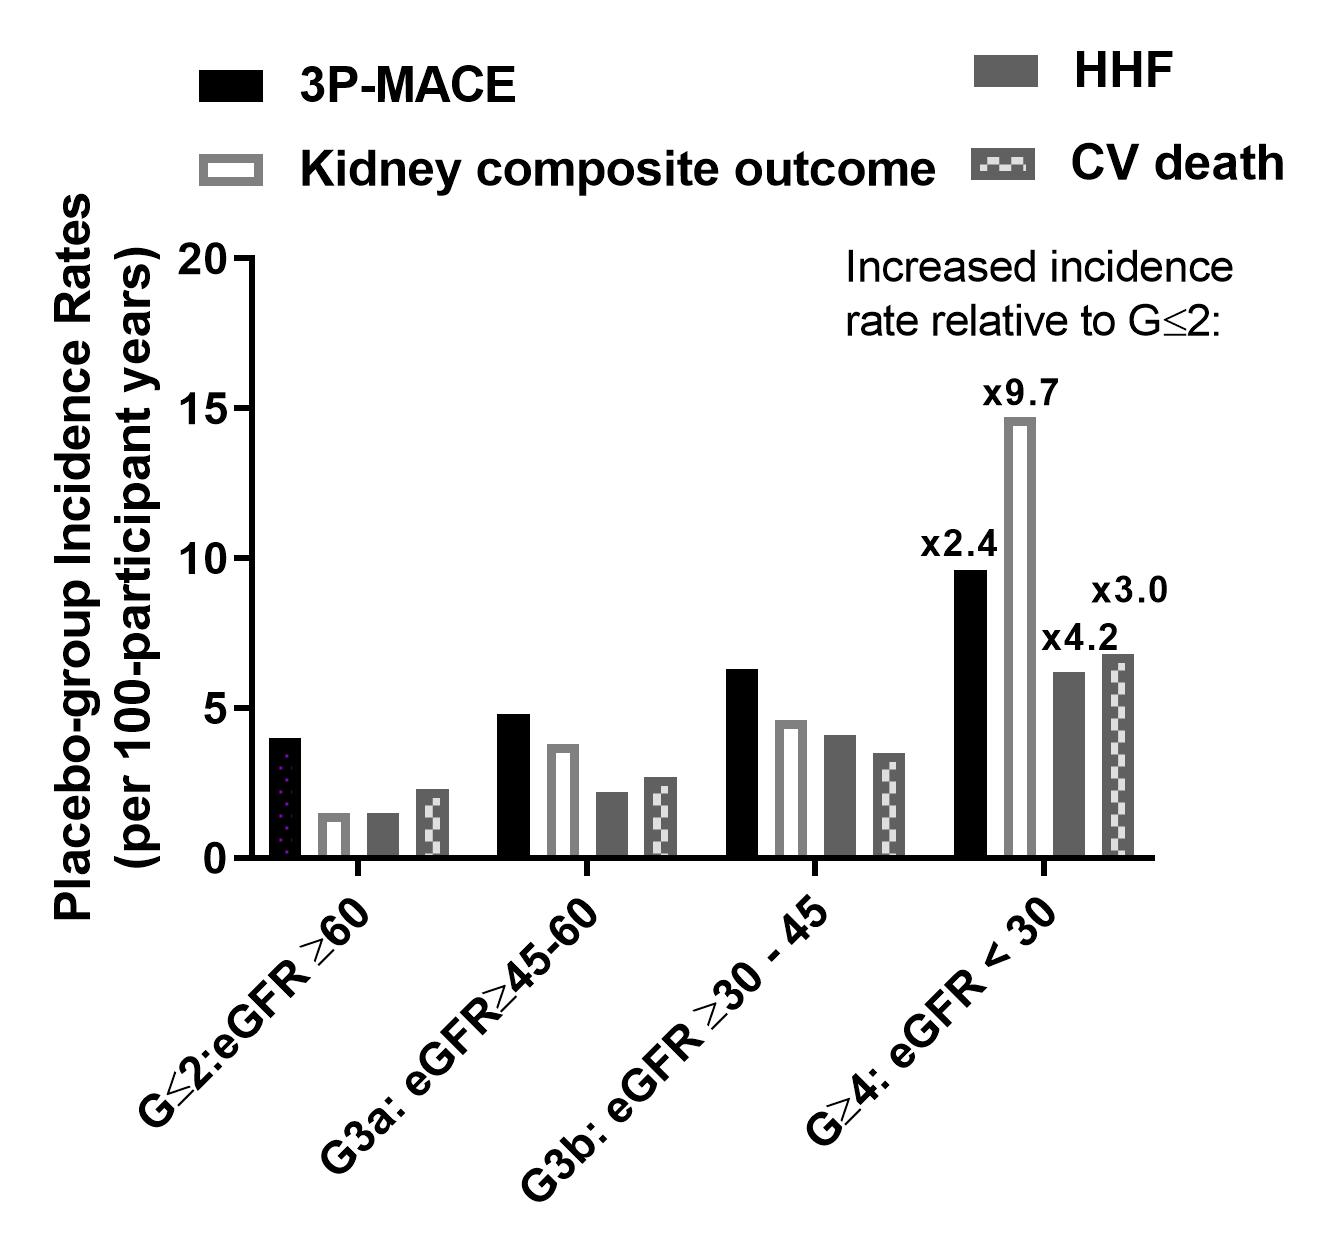 3P-MACE
HHF
Kidney composite outcome
CV death
Placebo-group Incidence Rates
(per 100-participant years)
20
15
10
5
0
Increased incidence
rate relative to G≤2:
x9.7
x2.4
x3.0
x4.2
G≤2:eGFR ≥60
G3a: eGFR≥45-60
G3b: eGFR ≥30 - 45
G≥4: eGFR < 30